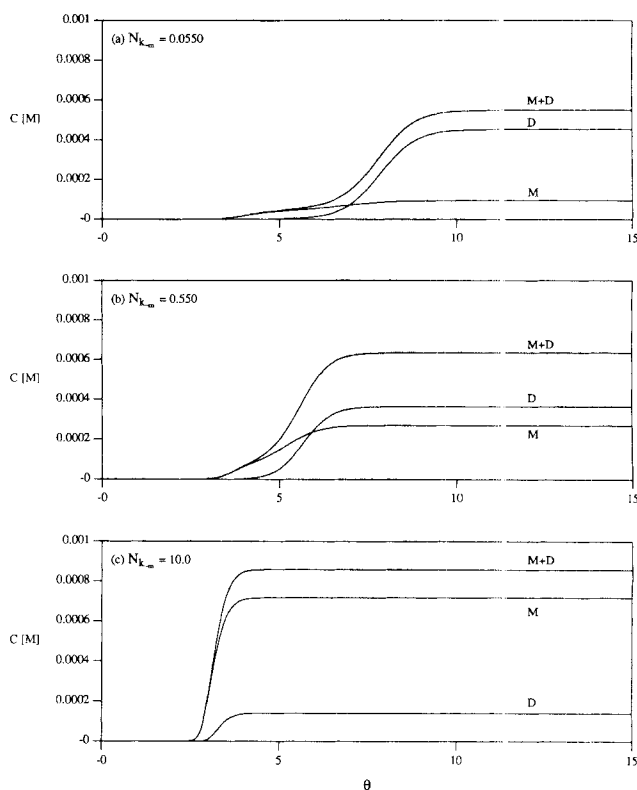 0.001
(a) N_{k_{-m}} = 0.0550
0.0008
0.0006
M+D
C [M]
D
0.0004
0.0002
M
-0
-0 5 10 15
0.001
(b) N_{k_{-m}} = 0.550
0.0008
M+D
0.0006
C [M]
0.0004
D
M
0.0002
-0
-0 5 10 15
0.001
(c) N_{k_{-m}} = 10.0
M+D
0.0008
M
0.0006
C [M]
0.0004
0.0002
D
-0
-0 5 10 15
θ